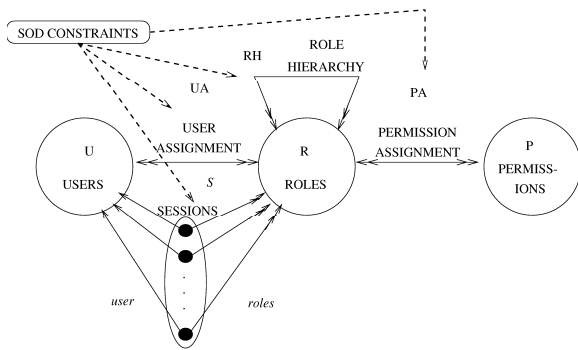 SOD CONSTRAINTS
ROLE
RH
HIERARCHY
UA
PA
USER
ASSIGNMENT
PERMISSION
ASSIGNMENT
U
USERS
R
ROLES
P
PERMISS-
IONS
S
SESSIONS
.
.
.
.
user
roles